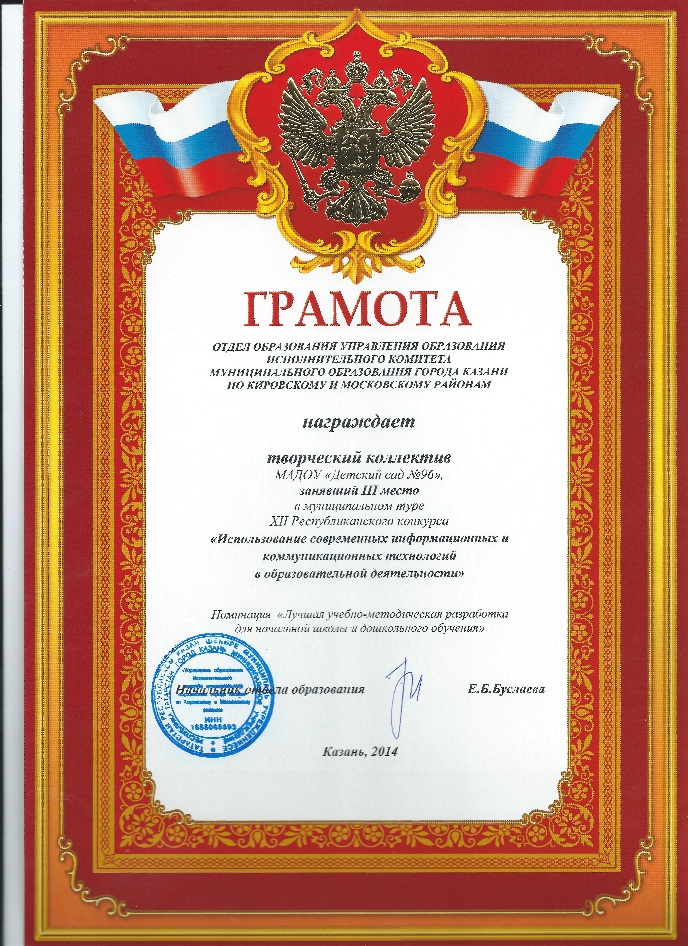 ГРАМОТА
ОТДЕЛ ОБРАЗОВАНИЯ УПРАВЛЕНИЯ ОБРАЗОВАНИЯ
ИСПОЛНИТЕЛЬНОГО КОМИТЕТА
МУНИЦИПАЛЬНОГО ОБРАЗОВАНИЯ ГОРОДА КАЗАНИ
ПО КИРОВСКОМУ И МОСКОВСКОМУ РАЙОНАМ
награждает
творческий коллектив
МАДОУ «Детский сад №96»,
занявший III место
в муниципальном туре
XII Республиканского конкурса
«Использование современных информационных и
коммуникационных технологий
в образовательной деятельности»
Номинация «Лучшая учебно-методическая разработка
для начальной школы и дошкольного обучения»
Начальник отдела образования Е.Б.Буслаева
ИНН
Казань, 2014